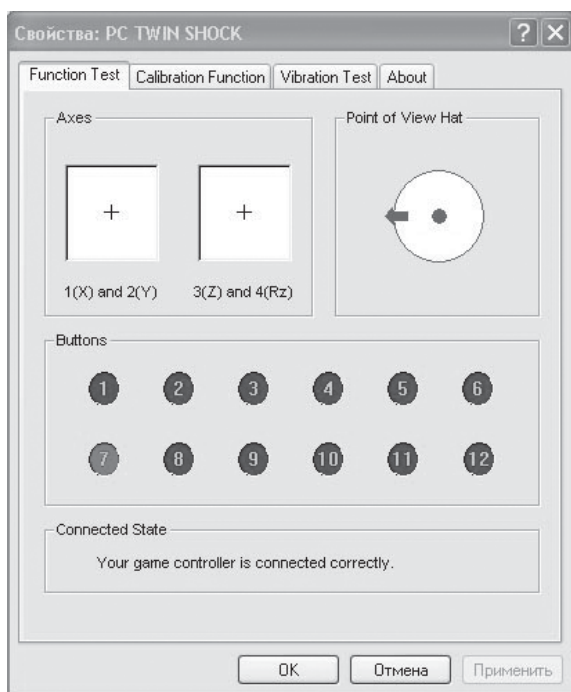 Свойства: PC TWIN SHOCK
Function Test Calibration Function Vibration Test About
Axes
Point of View Hat
1(X) and 2(Y) 3(Z) and 4(Rz)
Buttons
1 2 3 4 5 6
7 8 9 10 11 12
Connected State
Your game controller is connected correctly.
OK Отмена Применить